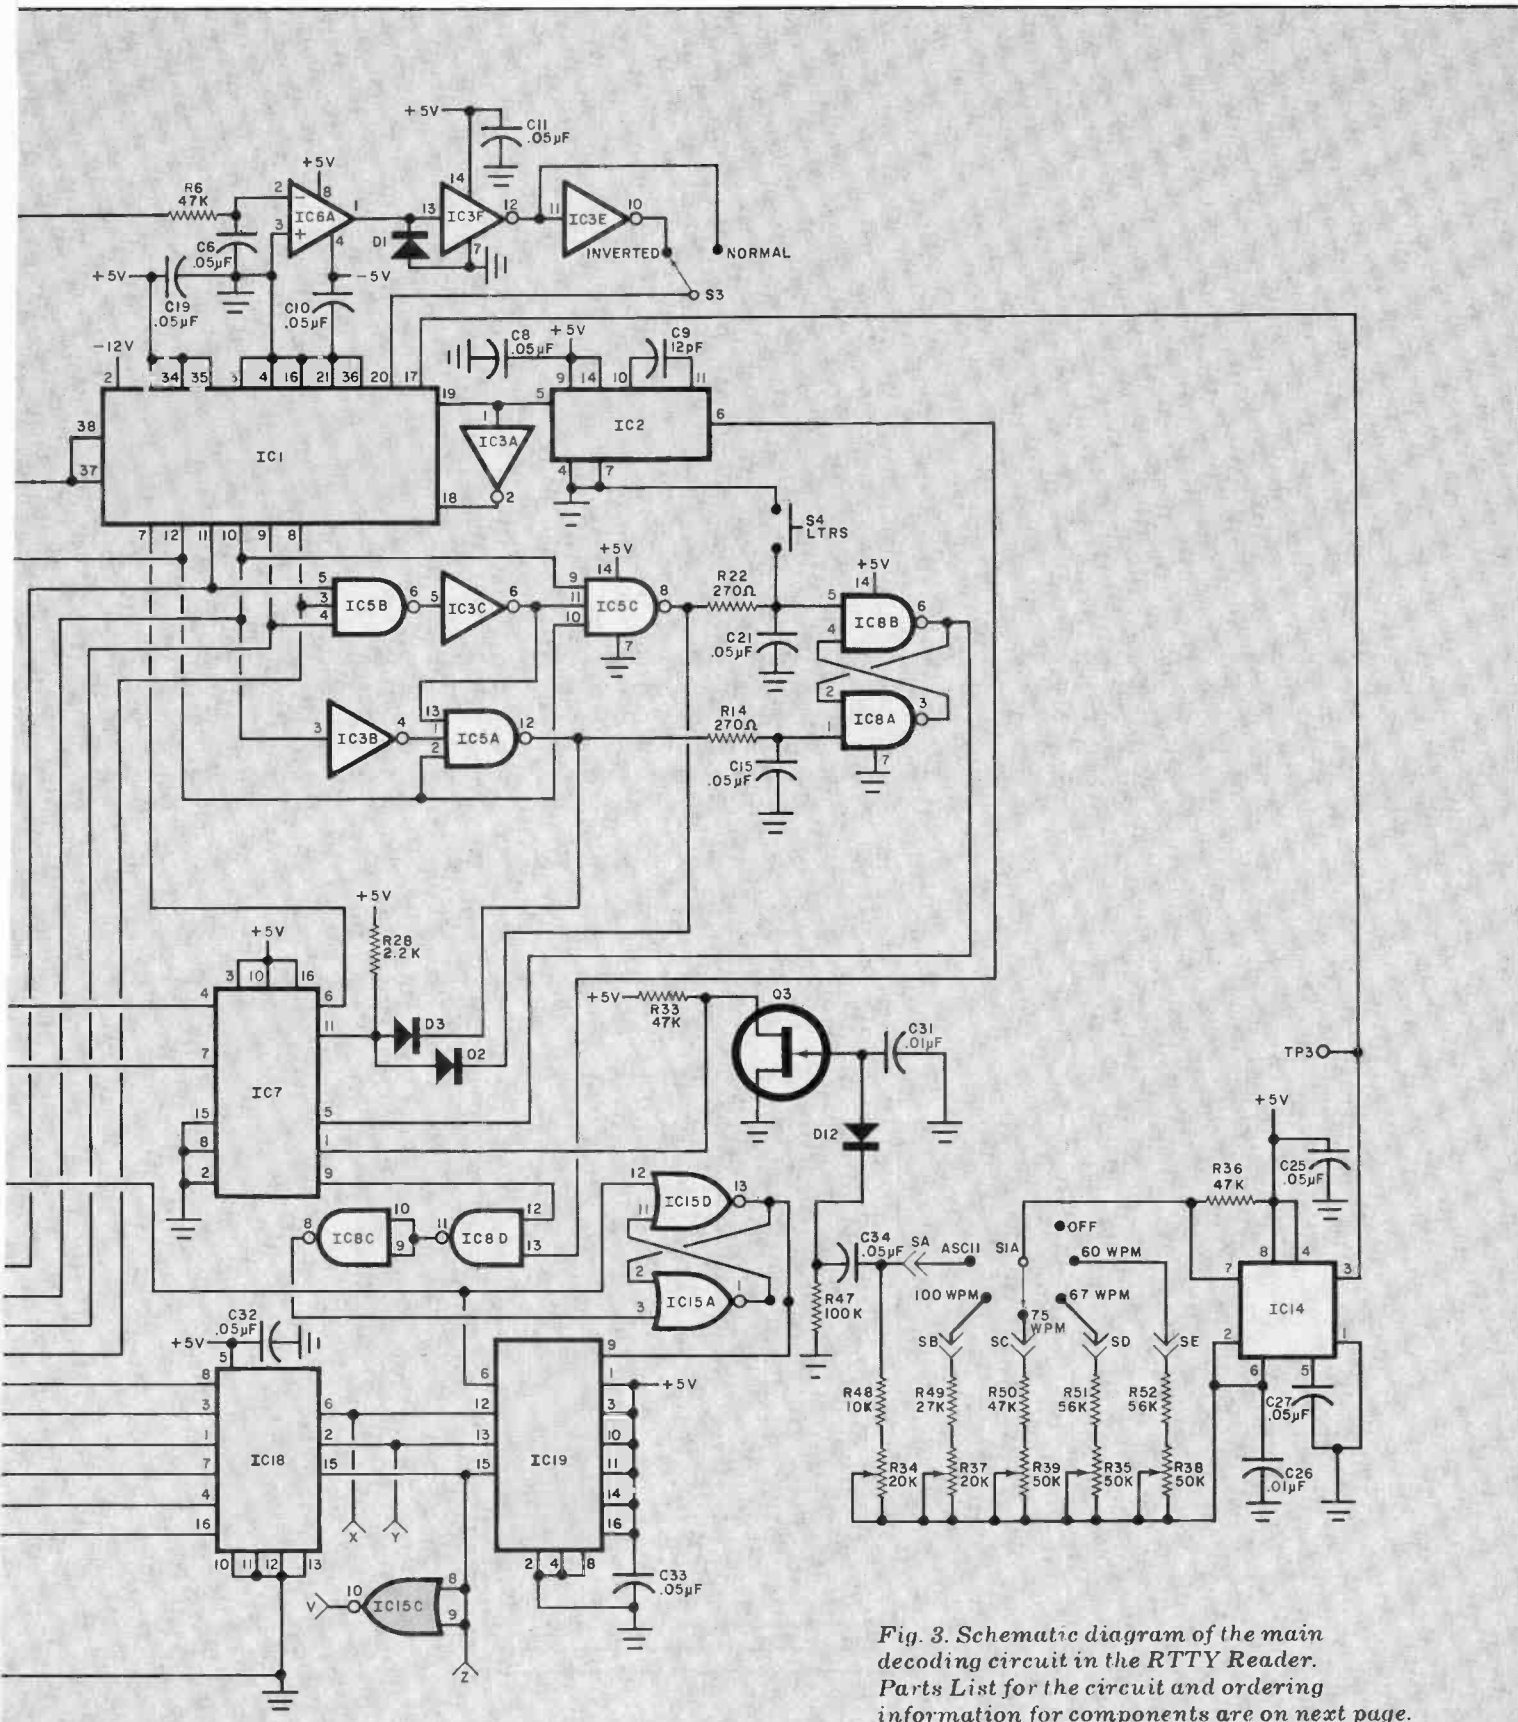 +5V
C11
.05µF
+5V
R6
47K
2
8
14
1
IC6A
3
4
13
IC3F
12
7
11
IC3E
10
D1
INVERTED
NORMAL
C6
.05µF
+5V
-5V
C19
.05µF
C10
.05µF
S3
-12V
C8
.05µF
+5V
C9
12pF
2
34
35
3
4
16
21
36
20
17
9
14
10
11
19
5
6
38
37
IC1
1
IC3A
2
18
IC2
4
7
S4
LTRS
7
12
11
10
9
8
+5V
14
5
3
4
IC5B
6
5
IC3C
6
9
11
10
IC5C
8
7
R22
270Ω
+5V
14
5
4
IC8B
6
C21
.05µF
3
IC3B
4
13
1
2
IC5A
12
R14
270Ω
2
1
IC8A
3
7
C15
.05µF
+5V
R28
2.2K
+5V
3
10
16
4
6
11
D3
D2
7
IC7
15
8
2
5
1
9
+5V
R33
47K
Q3
C31
.01µF
D12
TP3
+5V
C25
.05µF
R36
47K
12
11
IC15D
13
8
IC8C
10
9
11
IC8D
12
13
2
3
IC15A
1
C34
.05µF
SA
ASCII
S1A
OFF
60 WPM
R47
100K
100 WPM
75
WPM
67 WPM
SB
SC
SD
SE
8
4
7
3
IC14
2
1
6
5
C27
.05µF
C26
.01µF
C32
.05µF
+5V
5
8
3
1
7
4
16
6
2
15
IC18
10
11
12
13
X
Y
9
6
1
+5V
12
3
13
10
IC19
11
15
14
16
2
4
8
C33
.05µF
R48
10K
R49
27K
R50
47K
R51
56K
R52
56K
R34
20K
R37
20K
R39
50K
R35
50K
R38
50K
V
10
IC15C
8
9
Z
Fig. 3. Schematic diagram of the main
decoding circuit in the RTTY Reader.
Parts List for the circuit and ordering
information for components are on next page.